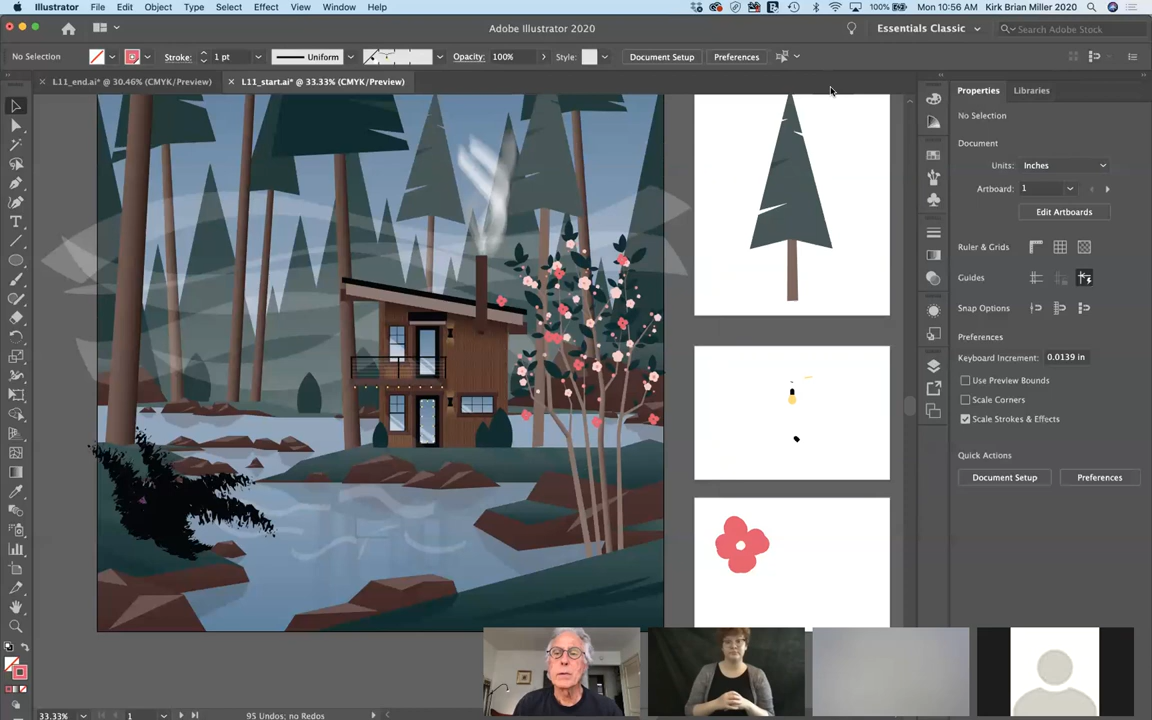 Illustrator File Edit Object Type Select Effect View Window Help 100% Mon 10:56 AM Kirk Brian Miller 2020
Adobe Illustrator 2020 Essentials Classic Search Adobe Stock
No Selection Stroke: 1 pt Uniform Opacity: 100% Style: Document Setup Preferences
× L11_end.ai* @ 30.46% (CMYK/Preview) × L11_start.ai* @ 33.33% (CMYK/Preview)
Properties Libraries
No Selection
Document
Units: Inches
Artboard: 1
Edit Artboards
Ruler & Grids
Guides
Snap Options
Preferences
Keyboard Increment: 0.0139 in
Use Preview Bounds
Scale Corners
Scale Strokes & Effects
Quick Actions
Document Setup Preferences
33.33% 1 95 Undos; no Redos